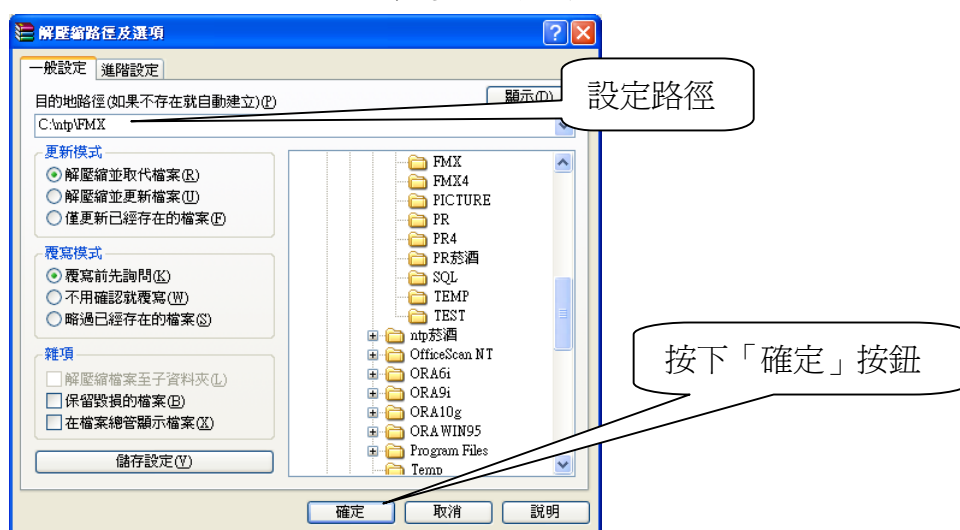 解壓縮路徑及選項
一般設定
進階設定
目的地路徑(如果不存在就自動建立)(P)
顯示(D)
C:\ntp\FMX
設定路徑
更新模式
解壓縮並取代檔案(R)
解壓縮並更新檔案(U)
僅更新已經存在的檔案(F)
覆寫模式
覆寫前先詢問(K)
不用確認就覆寫(W)
略過已經存在的檔案(S)
雜項
解壓縮檔案至子資料夾(L)
保留毀損的檔案(B)
在檔案總管顯示檔案(X)
儲存設定(V)
FMX
FMX4
PICTURE
PR
PR4
PR菸酒
SQL
TEMP
TEST
ntp菸酒
OfficeScan NT
ORA6i
ORA9i
ORA10g
ORAWIN95
Program Files
Temp
按下「確定」按鈕
確定
取消
說明